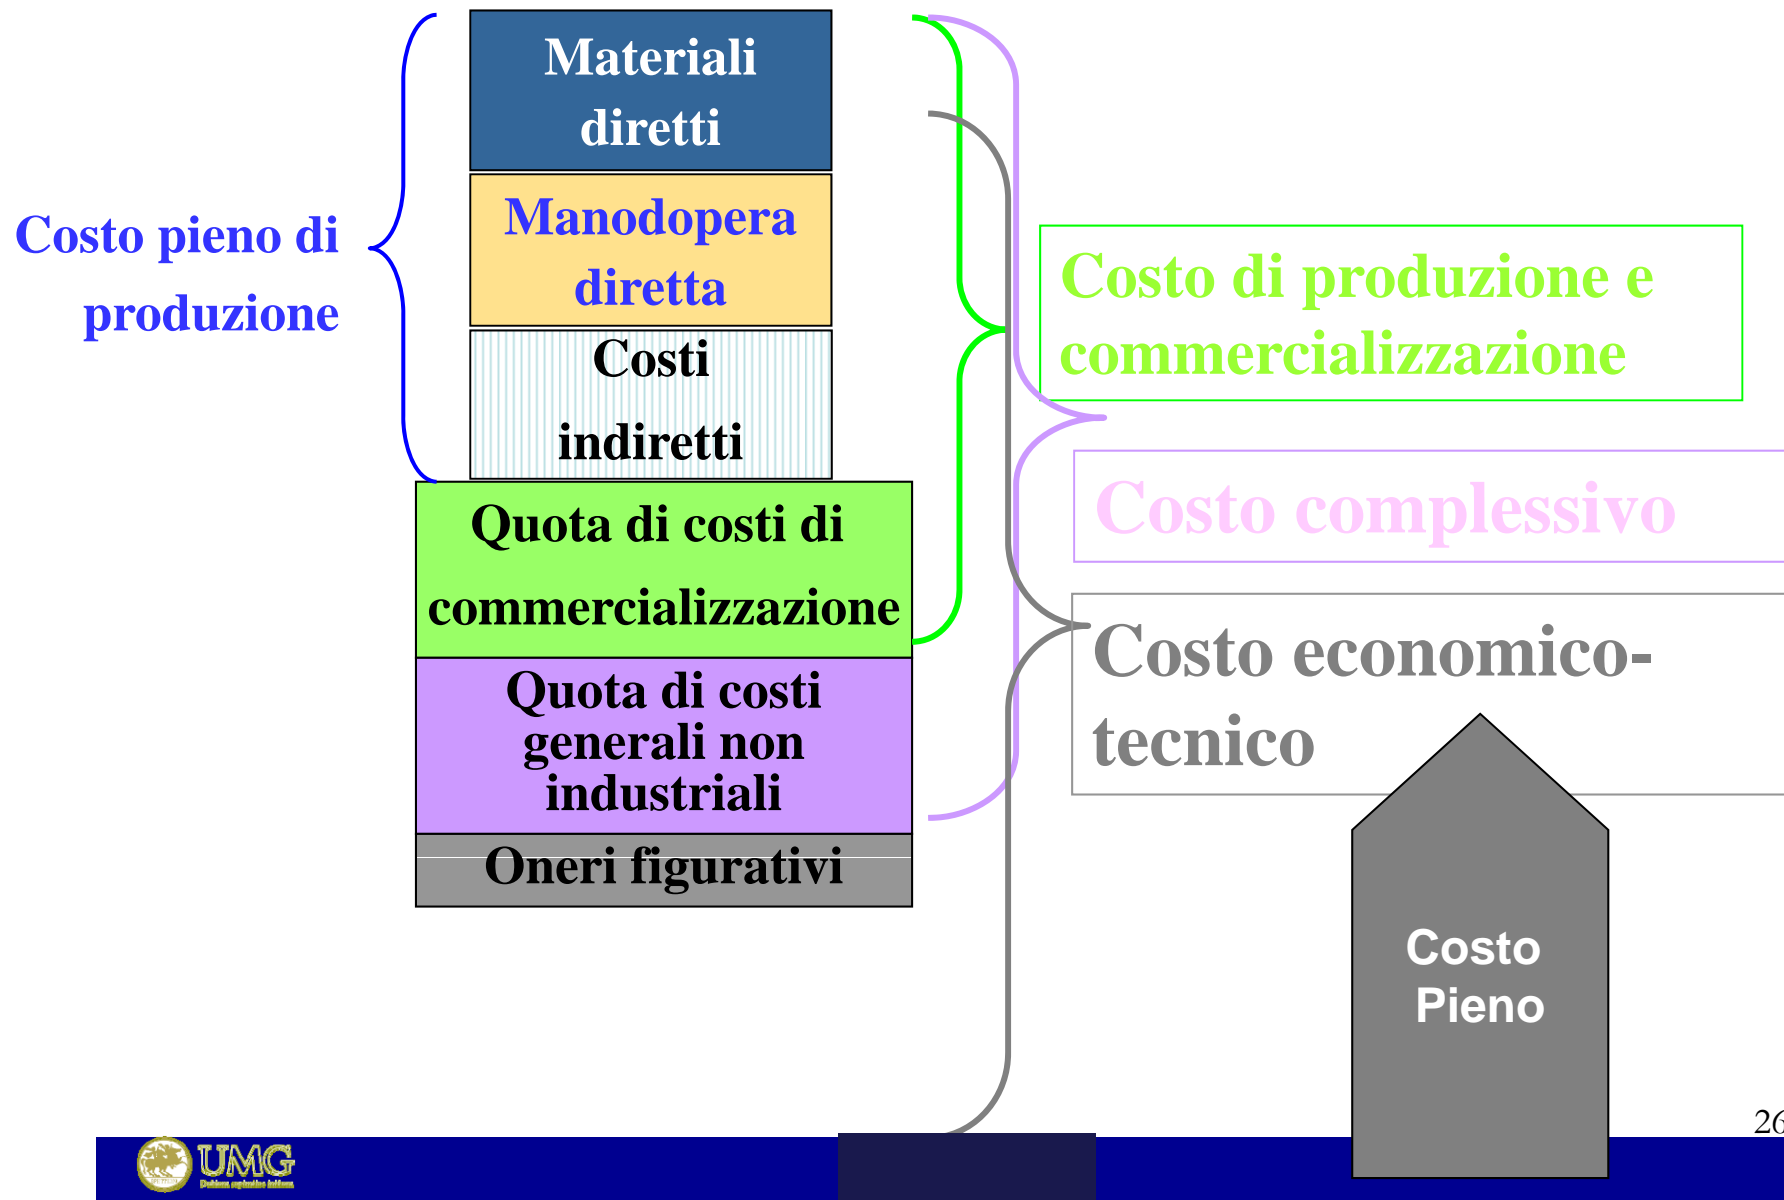 Materiali
diretti
Manodopera
diretta
Costi
indiretti
Costo pieno di
produzione
Quota di costi di
commercializzazione
Quota di costi
generali non
industriali
Oneri figurativi
Costo di produzione e
commercializzazione
Costo complessivo
Costo economico-
tecnico
Costo
Pieno
26
UMG